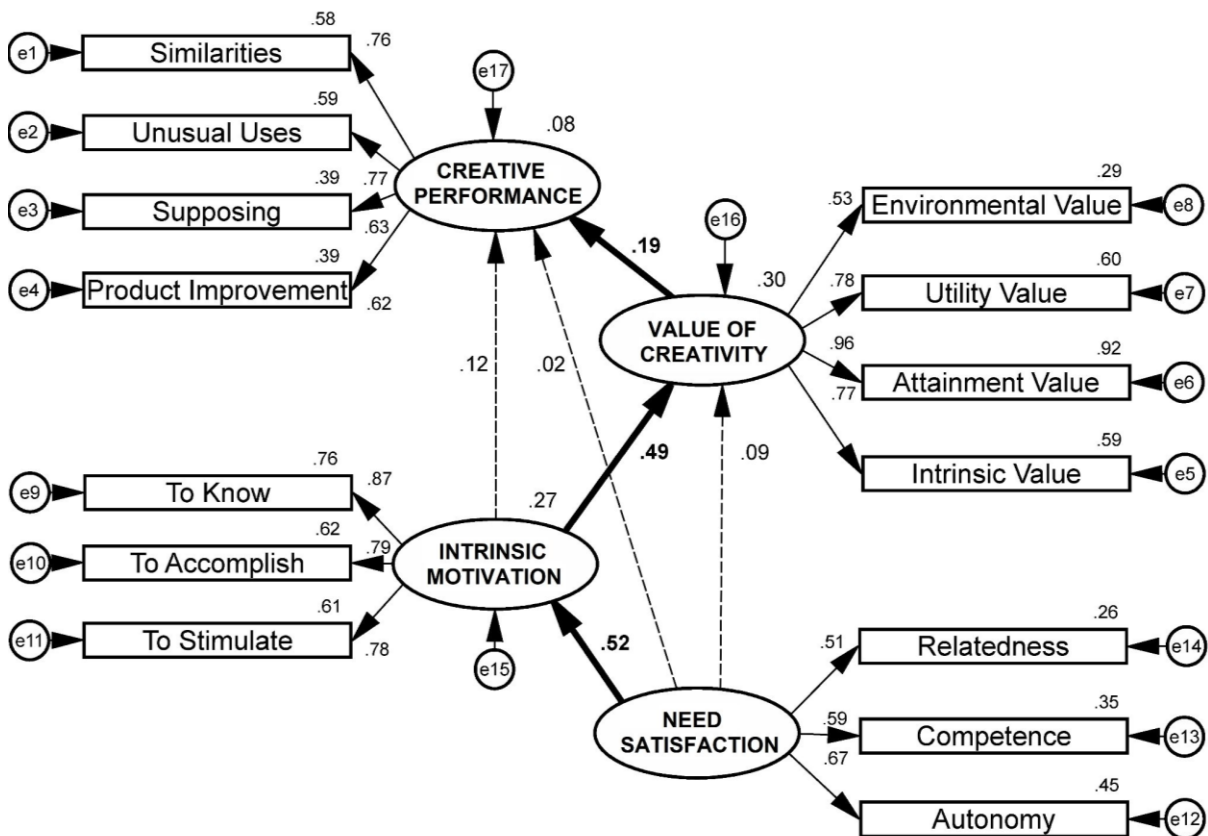 .58
e1
Similarities
.76
e17
.59
.08
e2
Unusual Uses
CREATIVE
PERFORMANCE
.39
.77
e3
Supposing
.63
.39
e4
Product Improvement
.62
.29
.53
Environmental Value
e8
e16
.19
.60
.30
.78
Utility Value
e7
VALUE OF
CREATIVITY
.96
.92
Attainment Value
e6
.77
.12
.02
.49
.09
.59
Intrinsic Value
e5
.76
e9
To Know
.87
.27
.62
e10
To Accomplish
.79
INTRINSIC
MOTIVATION
.61
e11
To Stimulate
.78
e15
.52
.26
.51
Relatedness
e14
NEED
SATISFACTION
.35
.59
Competence
e13
.67
.45
Autonomy
e12